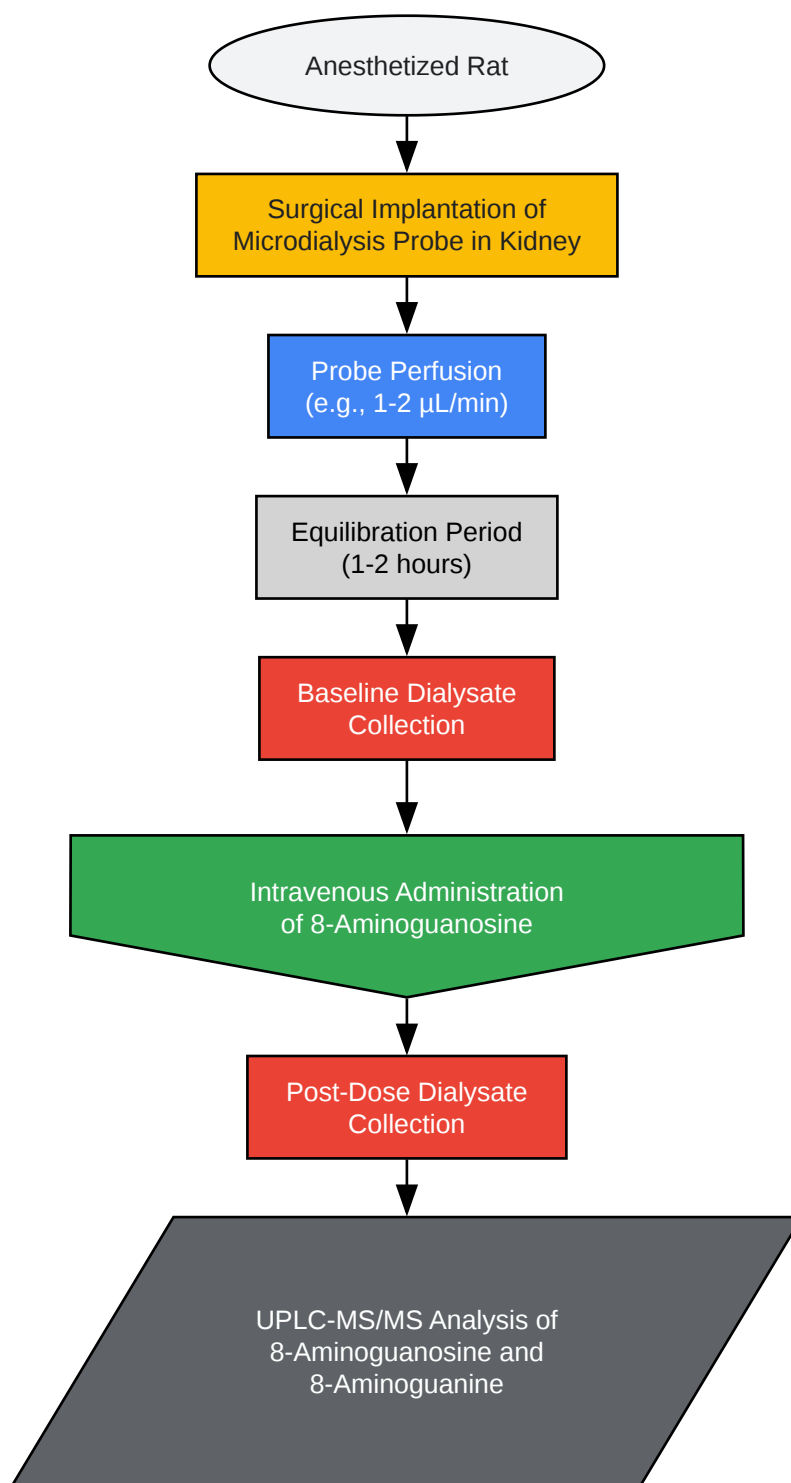 Anesthetized Rat
Surgical Implantation of
Microdialysis Probe in Kidney
Probe Perfusion
(e.g., 1-2 µL/min)
Equilibration Period
(1-2 hours)
Baseline Dialysate
Collection
Intravenous Administration
of 8-Aminoguanosine
Post-Dose Dialysate
Collection
UPLC-MS/MS Analysis of
8-Aminoguanosine and
8-Aminoguanine